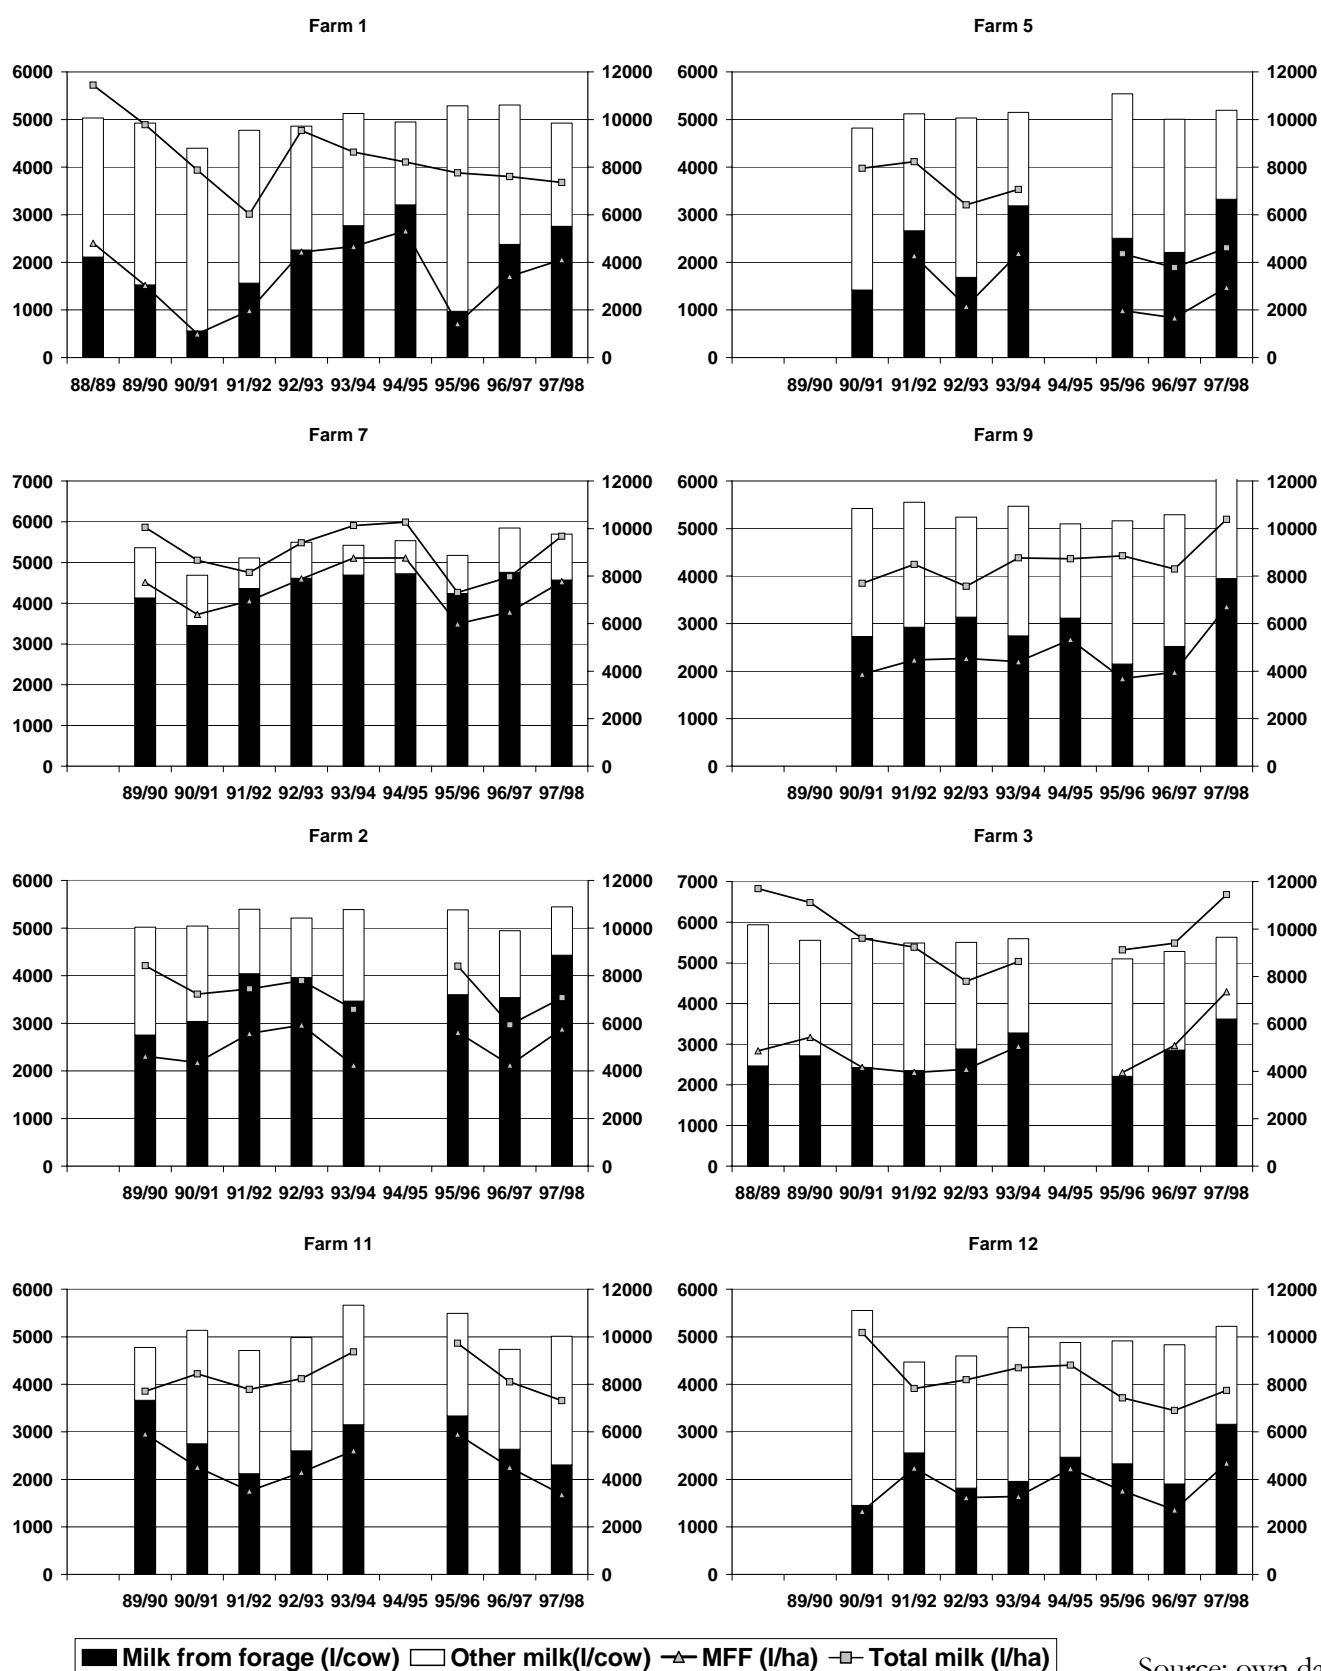 Farm 1
Farm 5
6000 12000 6000 12000
5000 10000 5000 10000
4000 8000 4000 8000
3000 6000 3000 6000
2000 4000 2000 4000
1000 2000 1000 2000
0 0 0 0
88/89 89/90 90/91 91/92 92/93 93/94 94/95 95/96 96/97 97/98
89/90 90/91 91/92 92/93 93/94 94/95 95/96 96/97 97/98
Farm 7
Farm 9
7000 12000 6000 12000
6000 10000 5000 10000
5000 8000 4000 8000
4000 6000 3000 6000
3000 4000 2000 4000
2000 2000 1000 2000
1000
0 0 0 0
89/90 90/91 91/92 92/93 93/94 94/95 95/96 96/97 97/98
89/90 90/91 91/92 92/93 93/94 94/95 95/96 96/97 97/98
Farm 2
Farm 3
6000 12000 7000 12000
5000 10000 6000 10000
4000 8000 5000 8000
3000 6000 4000 6000
2000 4000 3000 4000
1000 2000 2000 2000
1000
0 0 0 0
89/90 90/91 91/92 92/93 93/94 94/95 95/96 96/97 97/98
88/89 89/90 90/91 91/92 92/93 93/94 94/95 95/96 96/97 97/98
Farm 11
Farm 12
6000 12000 6000 12000
5000 10000 5000 10000
4000 8000 4000 8000
3000 6000 3000 6000
2000 4000 2000 4000
1000 2000 1000 2000
0 0 0 0
89/90 90/91 91/92 92/93 93/94 94/95 95/96 96/97 97/98
89/90 90/91 91/92 92/93 93/94 94/95 95/96 96/97 97/98
Milk from forage (l/cow) Other milk(l/cow) MFF (l/ha) Total milk (l/ha)
Source: own da